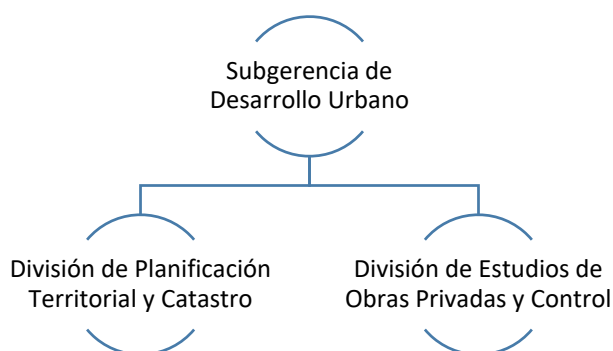 Subgerencia de
Desarrollo Urbano
División de Planificación
Territorial y Catastro
División de Estudios de
Obras Privadas y Control